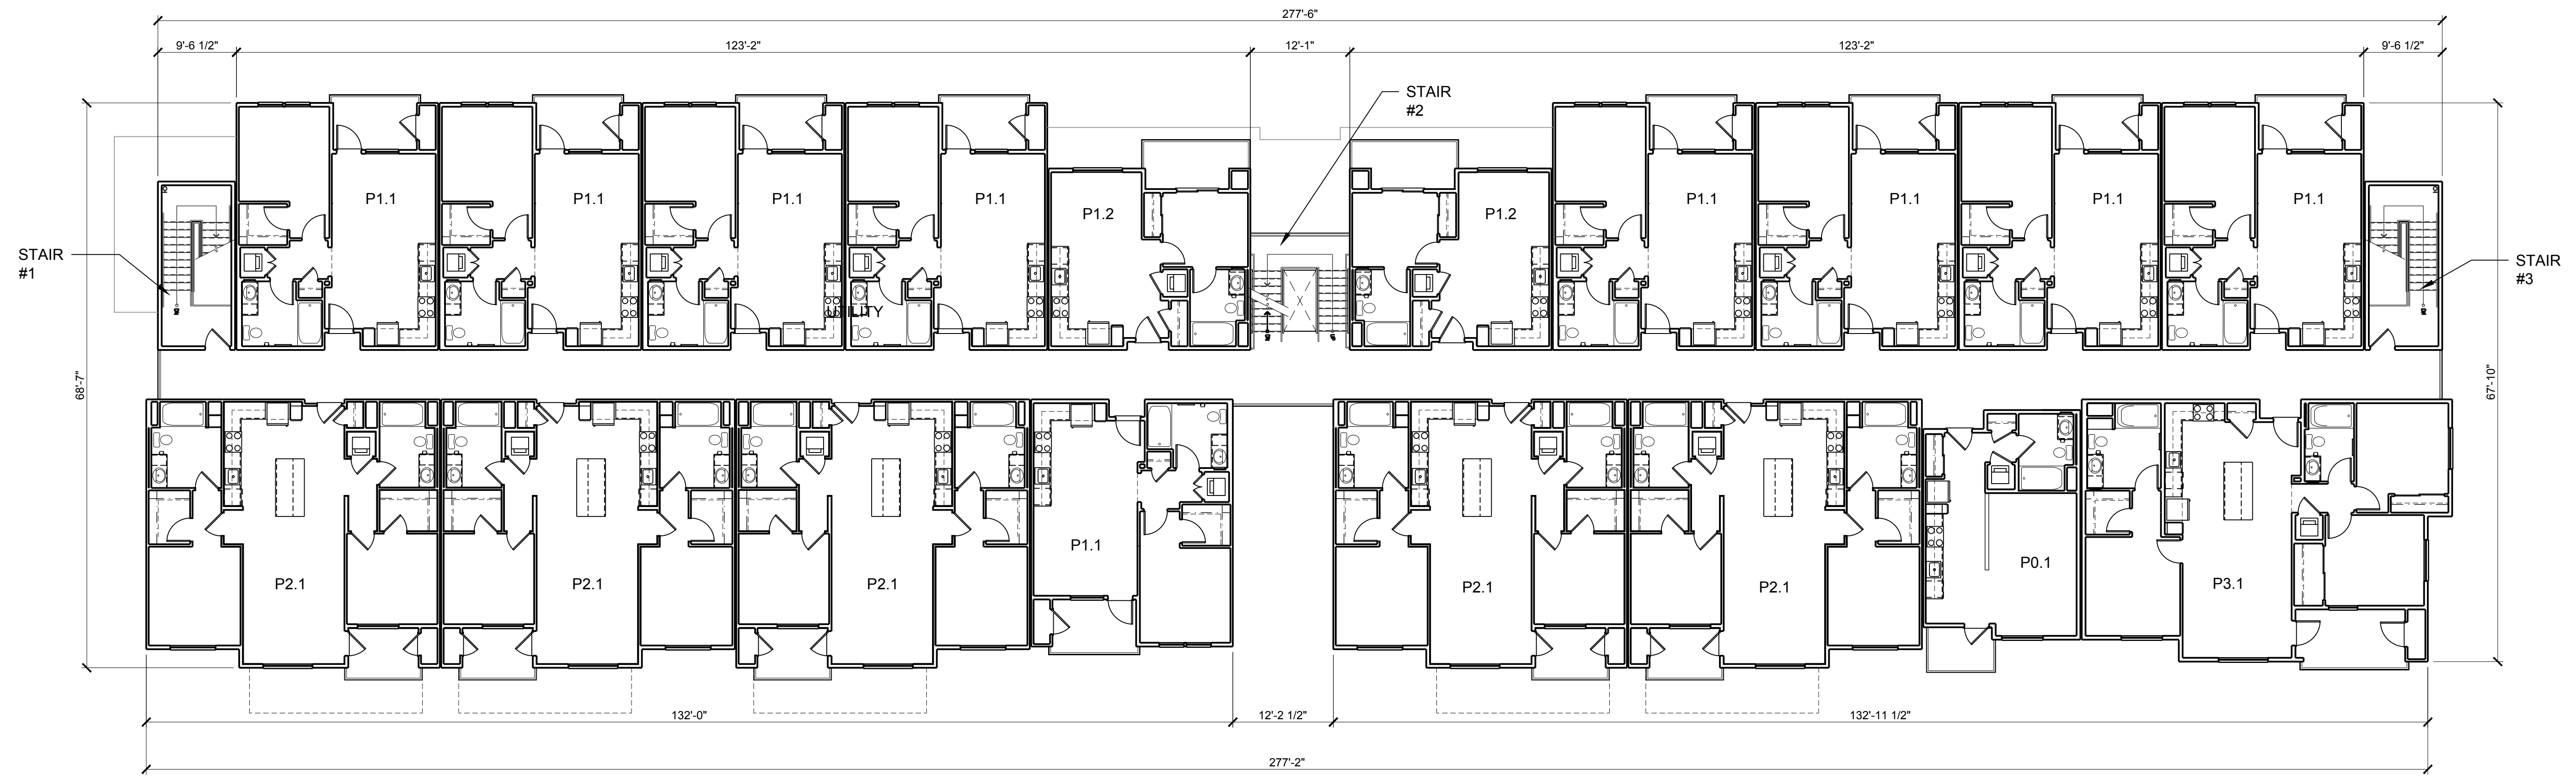 277'-6"
9'-6 1/2"
123'-2"
12'-1"
123'-2"
9'-6 1/2"
STAIR
#2
P1.1
P1.1
P1.1
P1.1
P1.2
P1.2
P1.1
P1.1
P1.1
P1.1
STAIR
#1
STAIR
#3
UTILITY
68'-7"
67'-10"
P1.1
P2.1
P2.1
P2.1
P2.1
P2.1
P0.1
P3.1
132'-0"
12'-2 1/2"
132'-11 1/2"
277'-2"